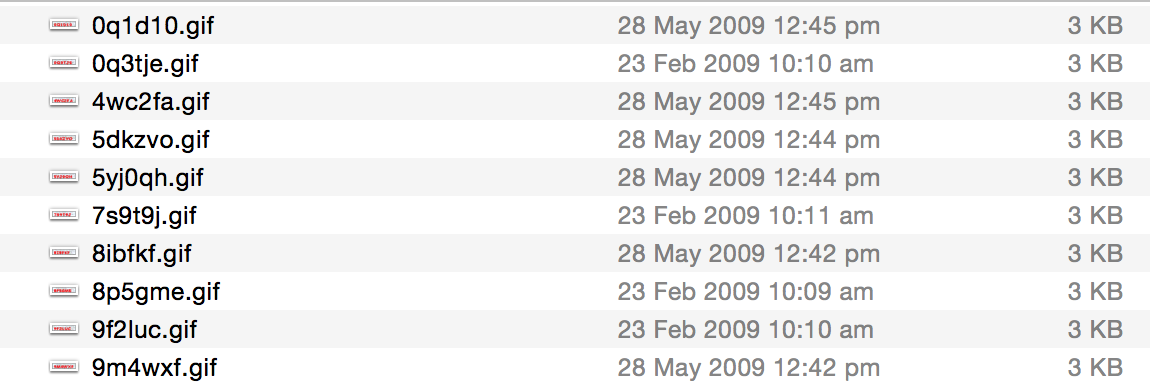 0q1d10.gif 28 May 2009 12:45 pm 3 KB
0q3tje.gif 23 Feb 2009 10:10 am 3 KB
4wc2fa.gif 28 May 2009 12:45 pm 3 KB
5dkzvo.gif 28 May 2009 12:44 pm 3 KB
5yj0qh.gif 28 May 2009 12:44 pm 3 KB
7s9t9j.gif 23 Feb 2009 10:11 am 3 KB
8ibfkf.gif 28 May 2009 12:42 pm 3 KB
8p5gme.gif 23 Feb 2009 10:09 am 3 KB
9f2luc.gif 23 Feb 2009 10:10 am 3 KB
9m4wxf.gif 28 May 2009 12:42 pm 3 KB